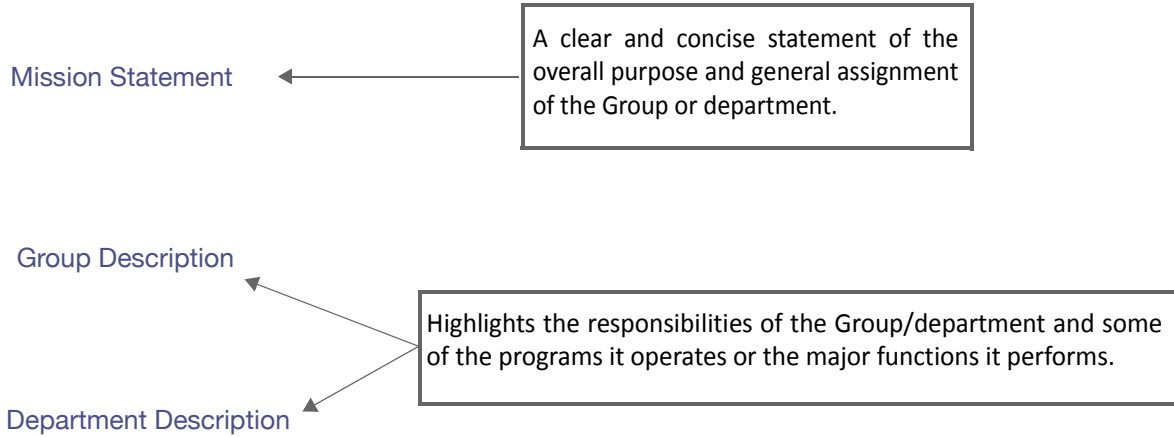 Mission Statement
A clear and concise statement of the
overall purpose and general assignment
of the Group or department.
Group Description
Highlights the responsibilities of the Group/department and some
of the programs it operates or the major functions it performs.
Department Description